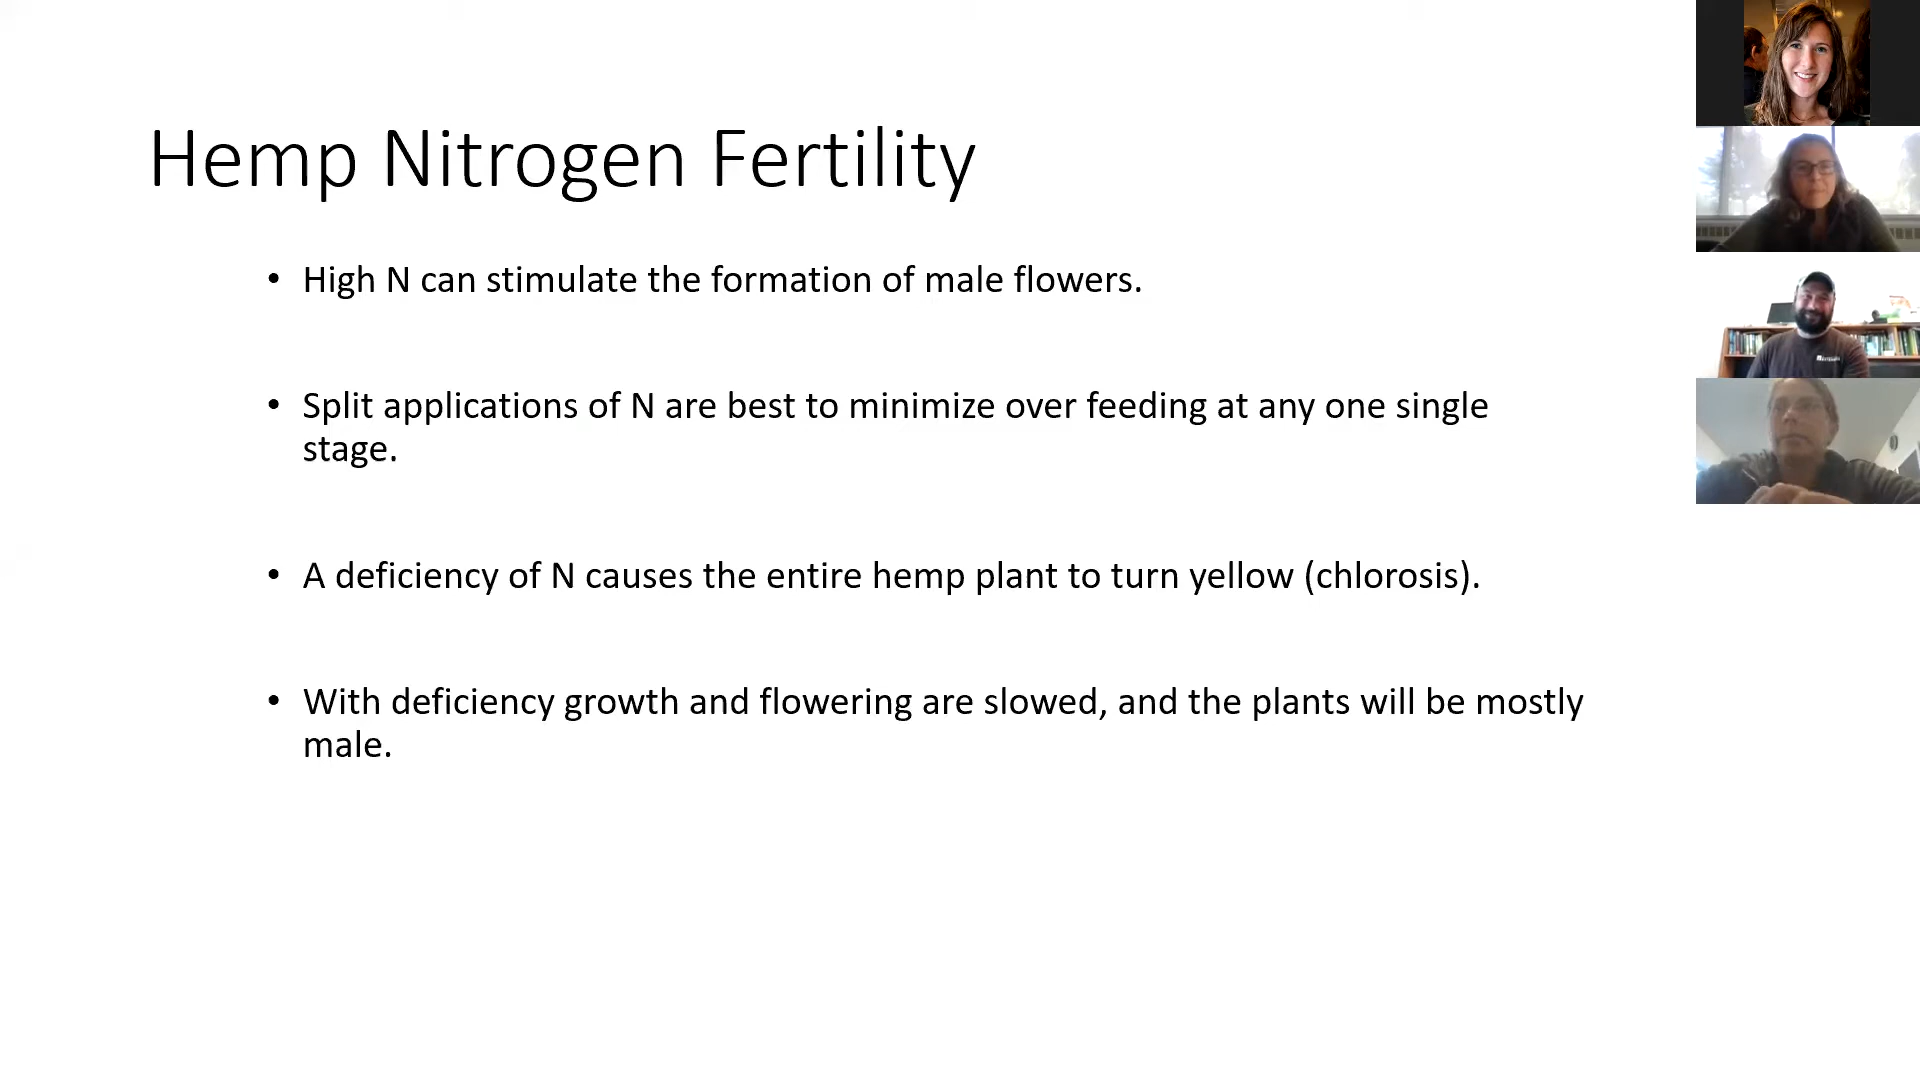 Hemp Nitrogen Fertility
• High N can stimulate the formation of male flowers.
• Split applications of N are best to minimize over feeding at any one single
stage.
• A deficiency of N causes the entire hemp plant to turn yellow (chlorosis).
• With deficiency growth and flowering are slowed, and the plants will be mostly
male.